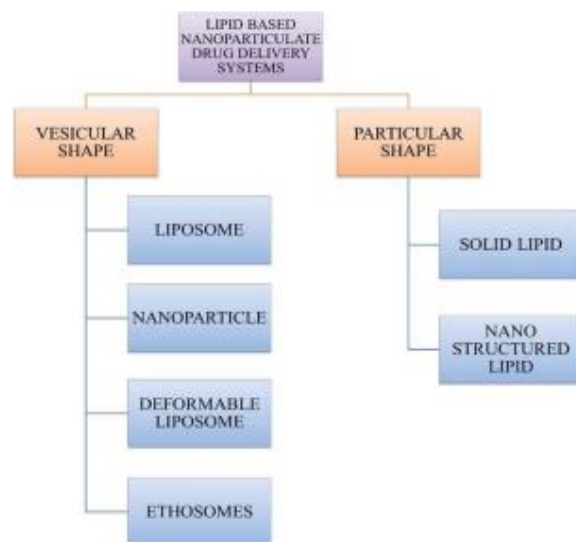 LIPID BASED
NANOPARTICULATE
DRUG DELIVERY
SYSTEMS
VESICULAR
SHAPE
LIPOSOME
NANOPARTICLE
DEFORMABLE
LIPOSOME
ETHOSOMES
PARTICULAR
SHAPE
SOLID LIPID
NANO
STRUCTURED
LIPID